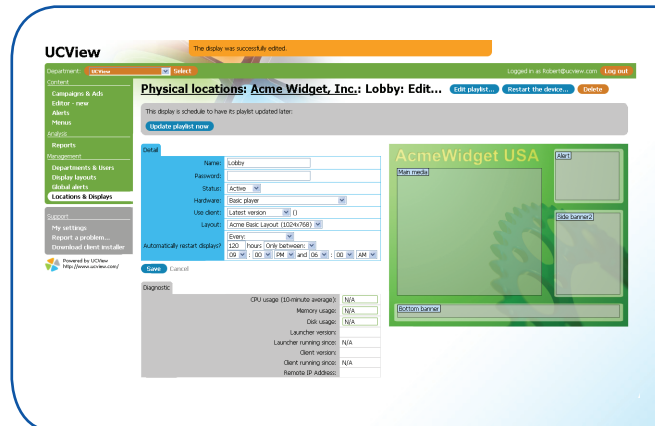 UCView
The display was successfully edited.
Department: UCView Select
Logged in as Robert@ucview.com Log out
Content
Campaigns & Ads
Editor - new
Alerts
Menus
Analysis
Reports
Management
Departments & Users
Display layouts
Global alerts
Locations & Displays
Support
My settings
Report a problem...
Download client installer
Powered by UCView
http://www.ucview.com/
Physical locations: Acme Widget, Inc.: Lobby: Edit... Edit playlist... Restart the device... Delete
This display is schedule to have its playlist updated later.
Update playlist now
Detail
Name: Lobby
Password:
Status: Active
Hardware: Basic player
Use client: Latest version ()
Layout: Acme Basic Layout (1024x768)
Automatically restart displays? Every:
120 hours Only between:
09 : 00 PM and 06 : 00 AM
Save Cancel
Diagnostic
CPU usage (10-minute average): N/A
Memory usage: N/A
Disk usage: N/A
Launcher version:
Launcher running since: N/A
Client version:
Client running since: N/A
Remote IP Address:
AcmeWidget USA
Alert
Main media
Side banner2
Bottom banner